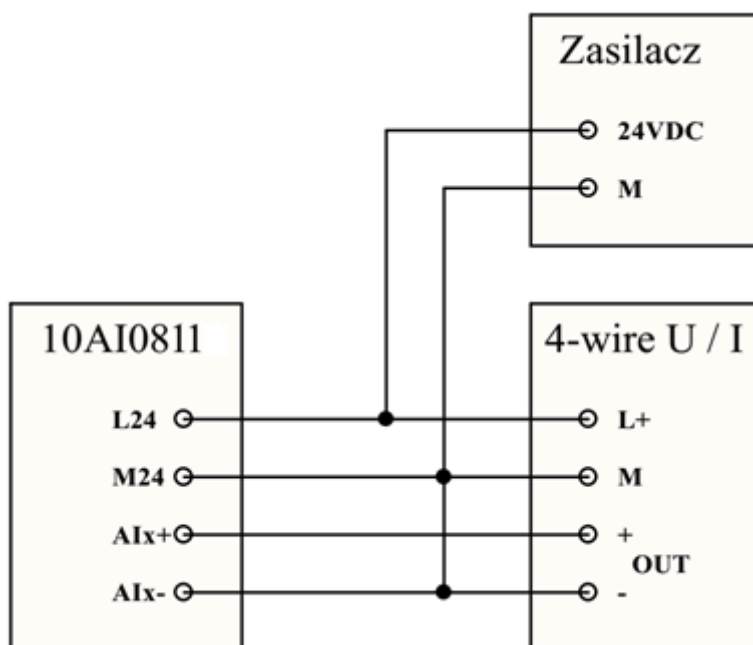 Zasilacz
24VDC
M
10AI0811
L24
M24
AIx+
AIx-
4-wire U / I
L+
M
+
OUT
-